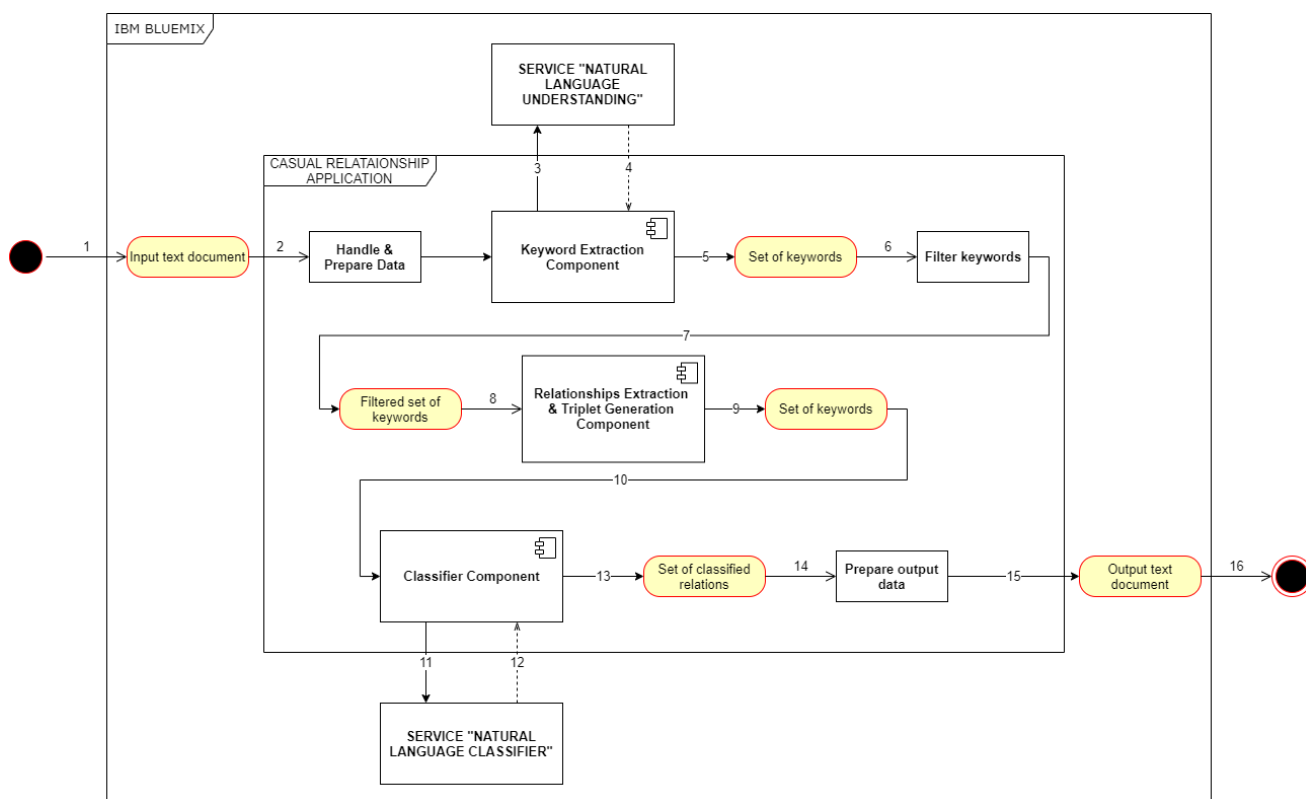 IBM BLUEMIX
SERVICE "NATURAL
LANGUAGE
UNDERSTANDING"
CASUAL RELATAIONSHIP
APPLICATION
3
4
1
Input text document
2
Handle &
Prepare Data
Keyword Extraction
Component
5
Set of keywords
6
Filter keywords
7
Filtered set of
keywords
8
Relationships Extraction
& Triplet Generation
Component
9
Set of keywords
10
Classifier Component
13
Set of classified
relations
14
Prepare output
data
15
Output text
document
16
11
12
SERVICE "NATURAL
LANGUAGE CLASSIFIER"